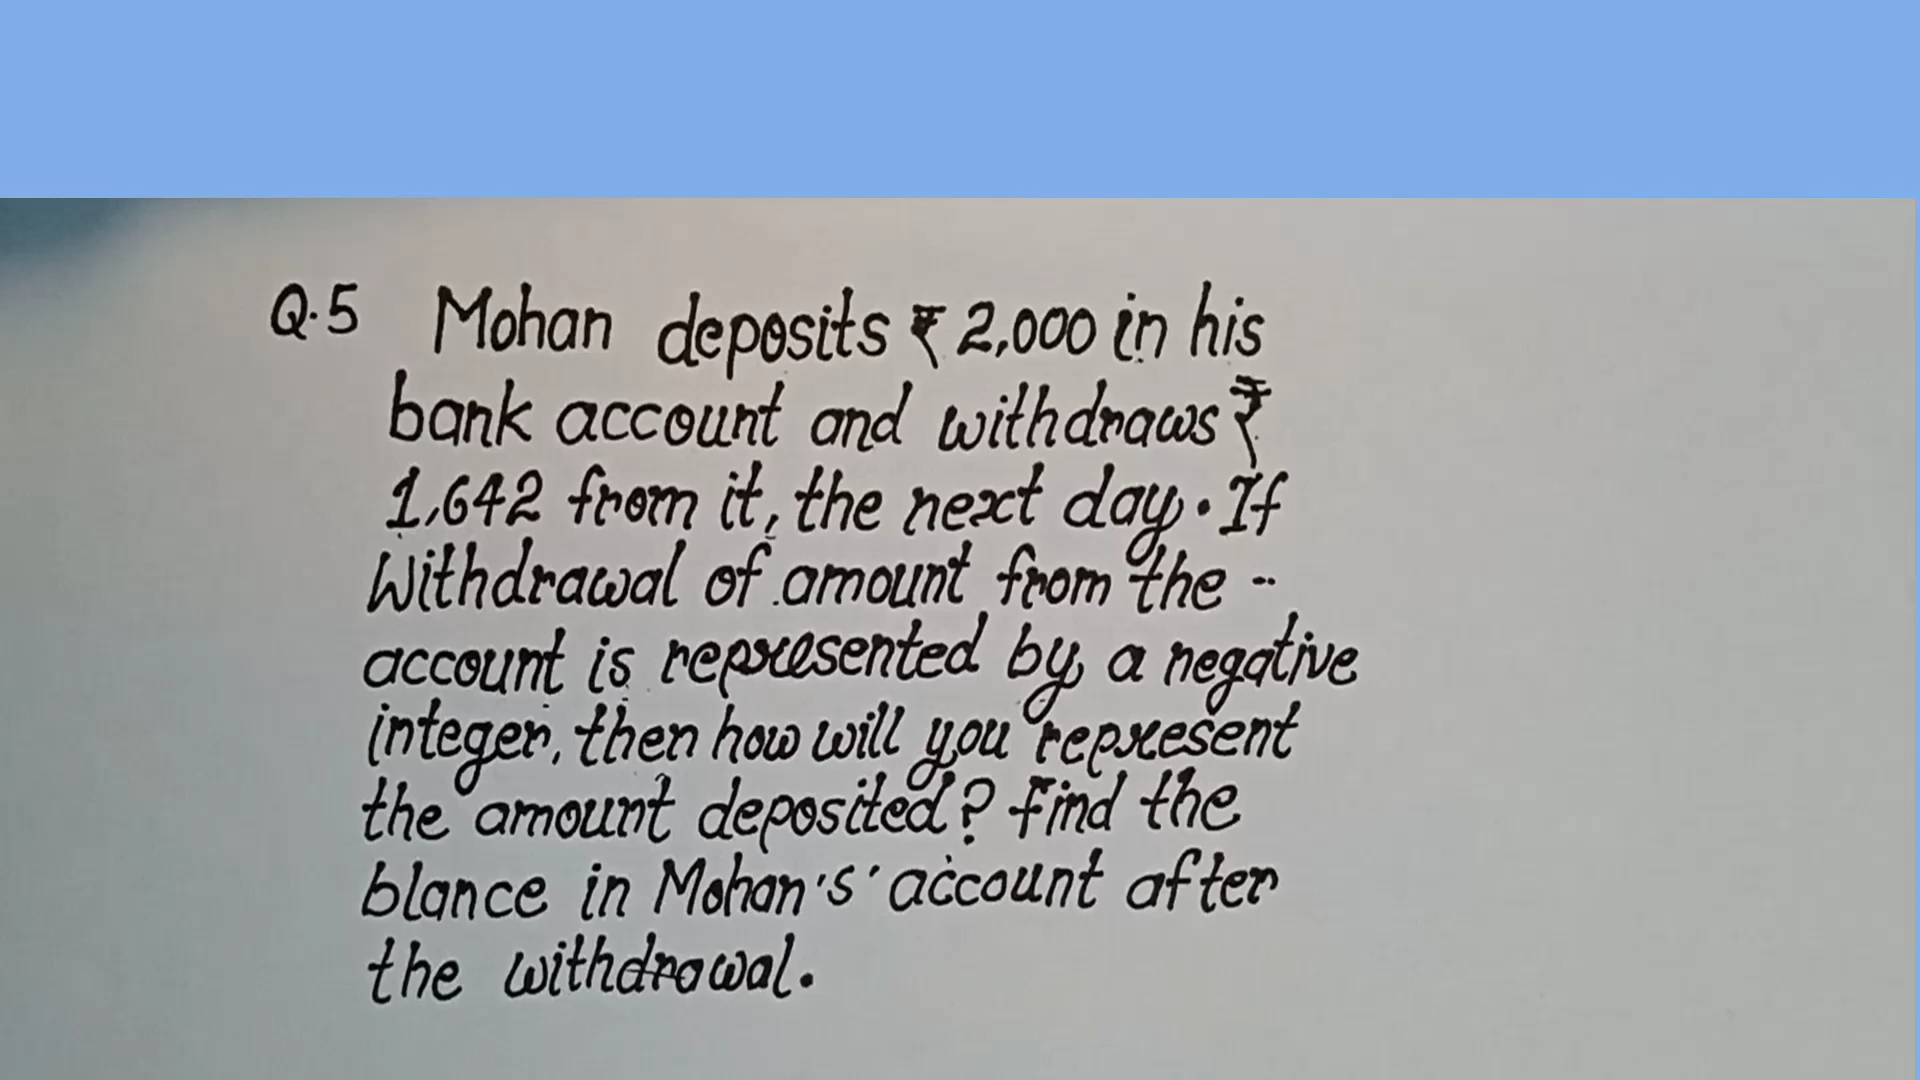 Q.5 Mohan deposits ₹ 2,000 in his
bank account and withdraws ₹
1,642 from it, the next day. If
Withdrawal of amount from the --
account is represented by a negative
integer, then how will you represent
the amount deposited? Find the
blance in Mohan's' account after
the withdrawal.